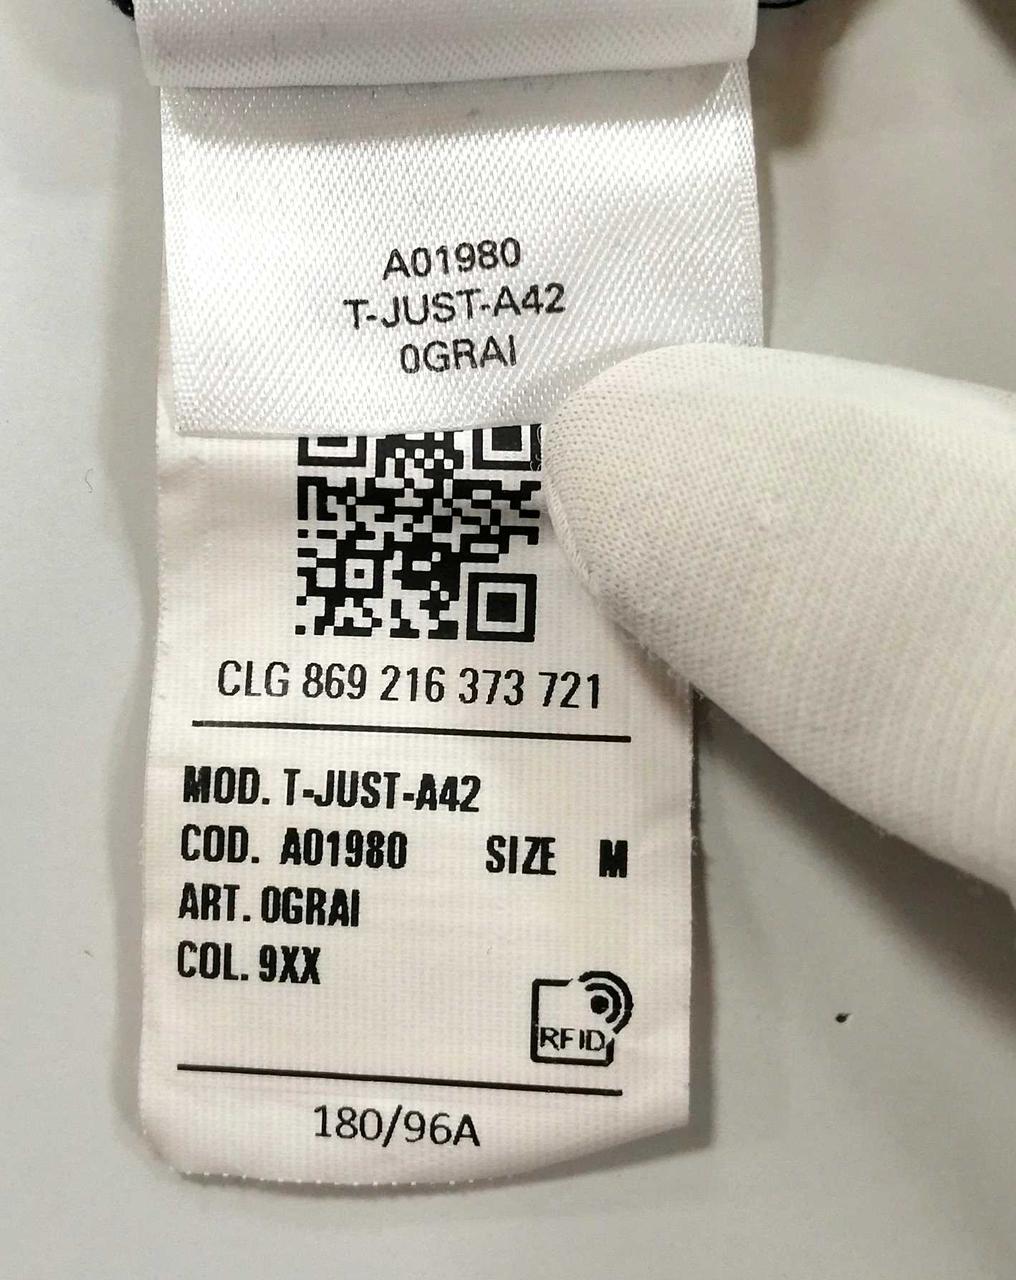 A01980
T-JUST-A42
0GRAI
CLG 869 216 373 721
MOD. T-JUST-A42
COD. A01980 SIZE M
ART. 0GRAI
COL. 9XX
RFID
180/96A